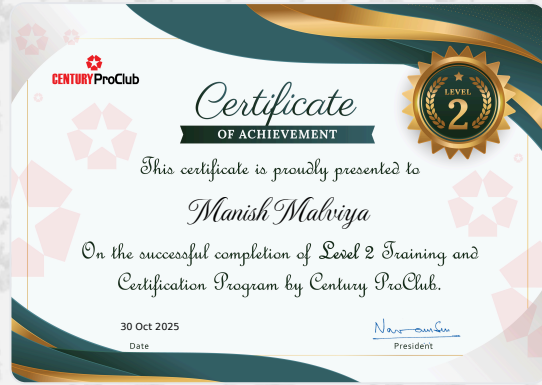 CENTURY ProClub
Certificate
OF ACHIEVEMENT
LEVEL
2
This certificate is proudly presented to
Manish Malviya
On the successful completion of Level 2 Training and
Certification Program by Century ProClub.
30 Oct 2025
Date
President